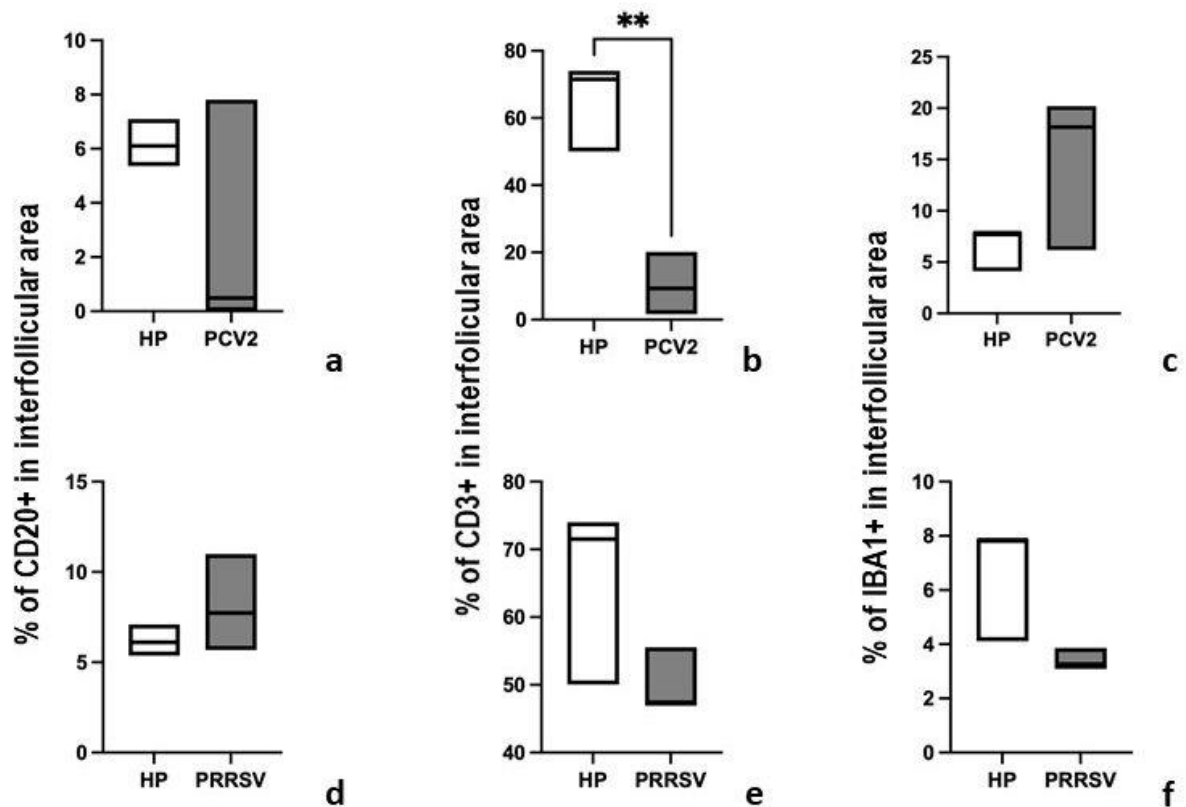 % of CD20+ in interfollicular area
10
8
6
4
2
0
HP PCV2
a
% of CD3+ in interfollicular area
**
80
60
40
20
0
HP PCV2
b
% of IBA1+ in interfollicular area
25
20
15
10
5
0
HP PCV2
c
15
10
5
0
HP PRRSV
d
80
70
60
50
40
HP PRRSV
e
10
8
6
4
2
0
HP PRRSV
f